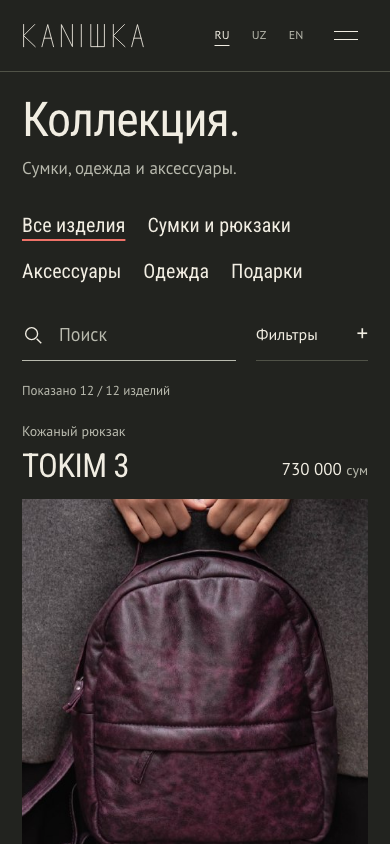 KANIШKA
RU UZ EN
Коллекция.
Сумки, одежда и аксессуары.
Все изделия Сумки и рюкзаки
Аксессуары Одежда Подарки
Поиск Фильтры +
Показано 12 / 12 изделий
Кожаный рюкзак
TOKIM 3 730 000 сум